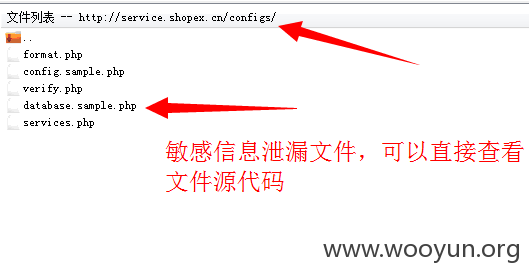 文件列表 -- http://service.shopex.cn/configs/
..
format.php
config.sample.php
verify.php
database.sample.php
services.php
敏感信息泄漏文件，可以直接查看
文件源代码
www.wooyun.org